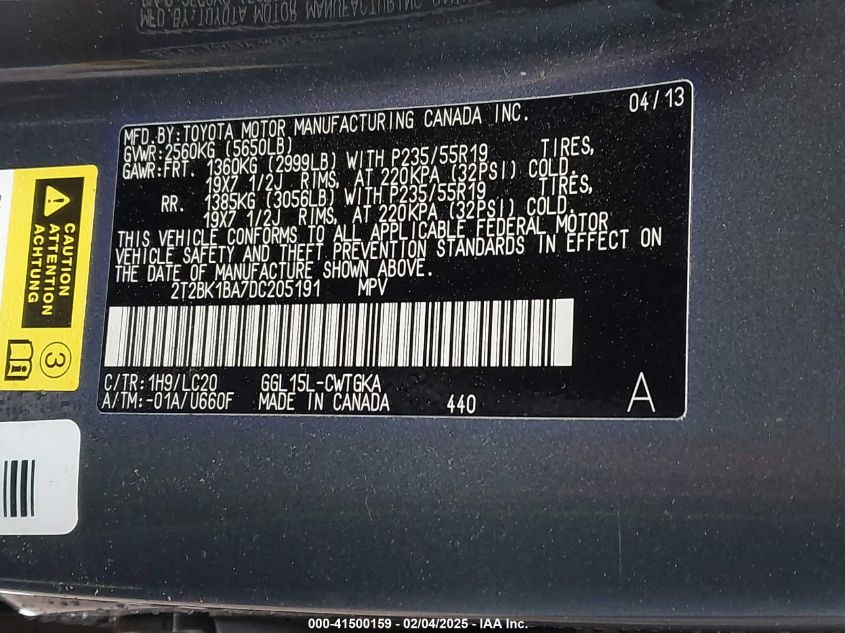 MFD. BY: TOYOTA MOTOR MANUFACTURING CANADA INC. 04/13
GVWR: 2560KG (5650LB)
GAWR: FRT. 1360KG (2999LB) WITH P235/55R19 TIRES,
19X7 1/2J RIMS, AT 220KPA (32PSI) COLD.
RR. 1385KG (3056LB) WITH P235/55R19 TIRES,
19X7 1/2J RIMS, AT 220KPA (32PSI) COLD.
THIS VEHICLE CONFORMS TO ALL APPLICABLE FEDERAL MOTOR
VEHICLE SAFETY AND THEFT PREVENTION STANDARDS IN EFFECT ON
THE DATE OF MANUFACTURE SHOWN ABOVE.
2T2BK1BA7DC205191 MPV
C/TR: 1H9/LC20 GGL15L-CWTGKA
A/TM: -01A/U660F MADE IN CANADA 440 A
CAUTION
ATTENTION
ACHTUNG
3
000-41500159 - 02/04/2025 - IAA Inc.